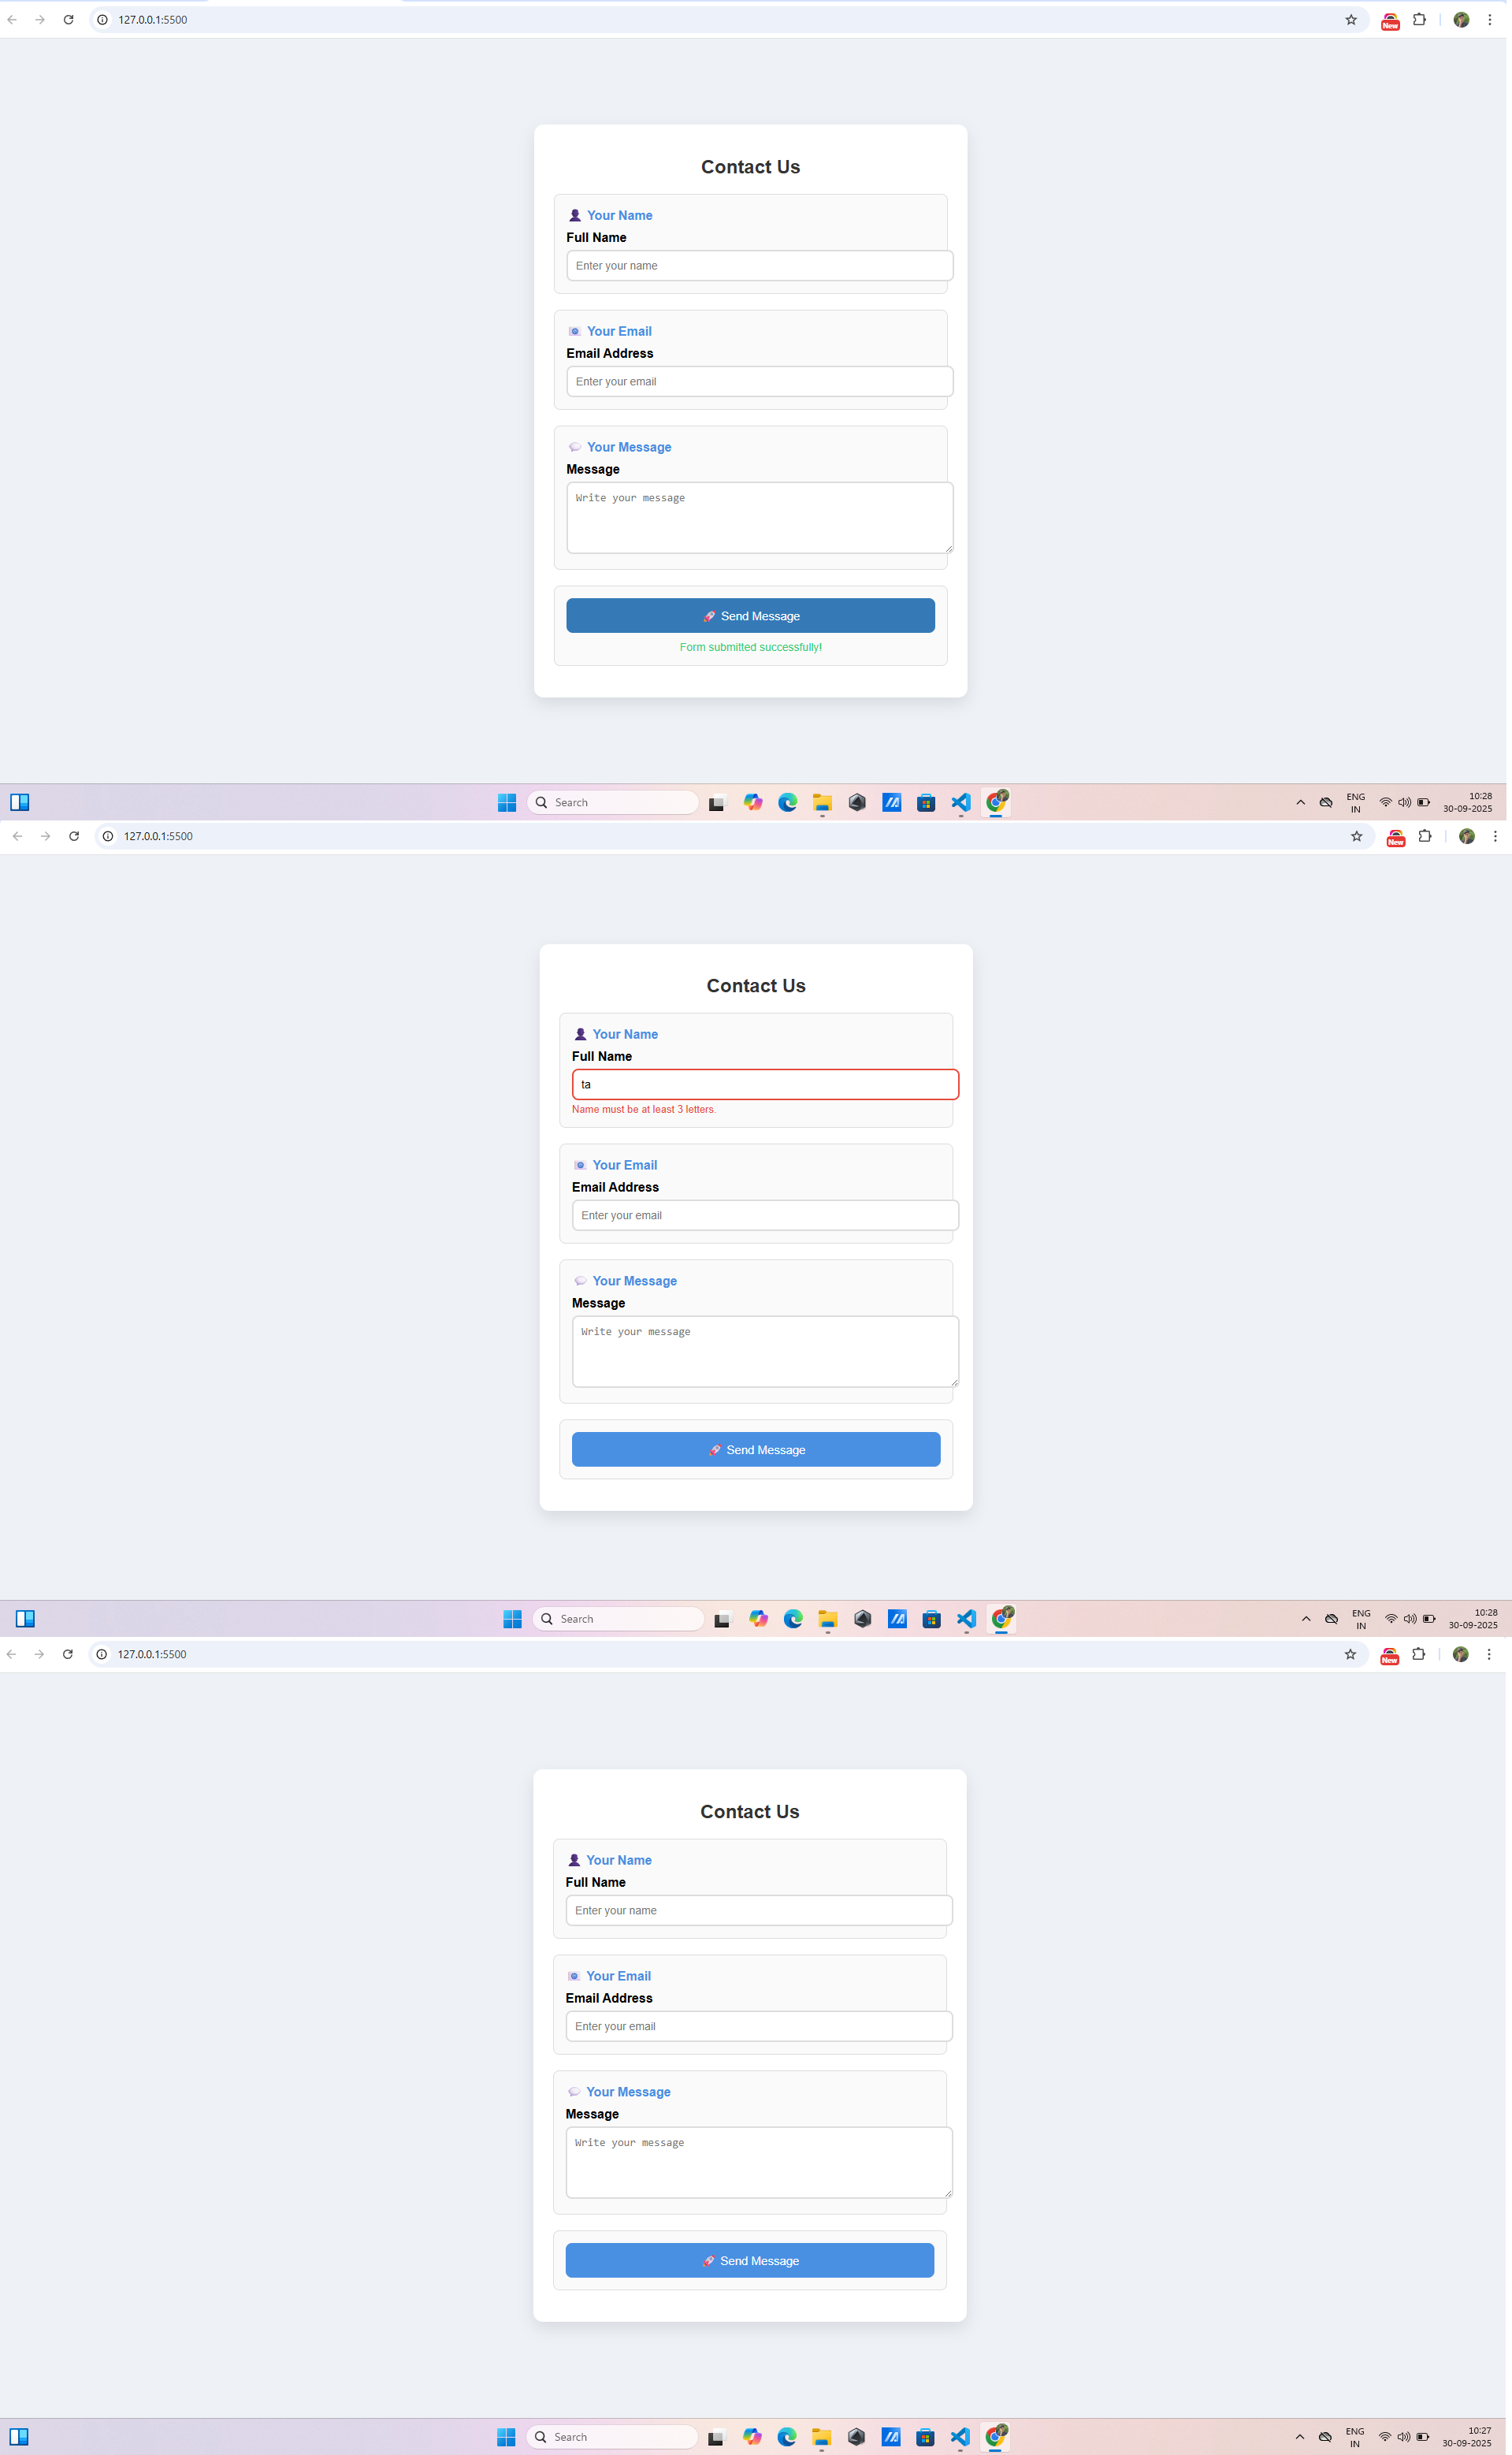 127.0.0.1:5500
New
Contact Us
Your Name
Full Name
Enter your name
Your Email
Email Address
Enter your email
Your Message
Message
Write your message
🚀 Send Message
Form submitted successfully!
Search
ENG
IN
10:28
30-09-2025
127.0.0.1:5500
New
Contact Us
Your Name
Full Name
ta
Name must be at least 3 letters.
Your Email
Email Address
Enter your email
Your Message
Message
Write your message
🚀 Send Message
Search
ENG
IN
10:28
30-09-2025
127.0.0.1:5500
New
Contact Us
Your Name
Full Name
Enter your name
Your Email
Email Address
Enter your email
Your Message
Message
Write your message
🚀 Send Message
Search
ENG
IN
10:27
30-09-2025